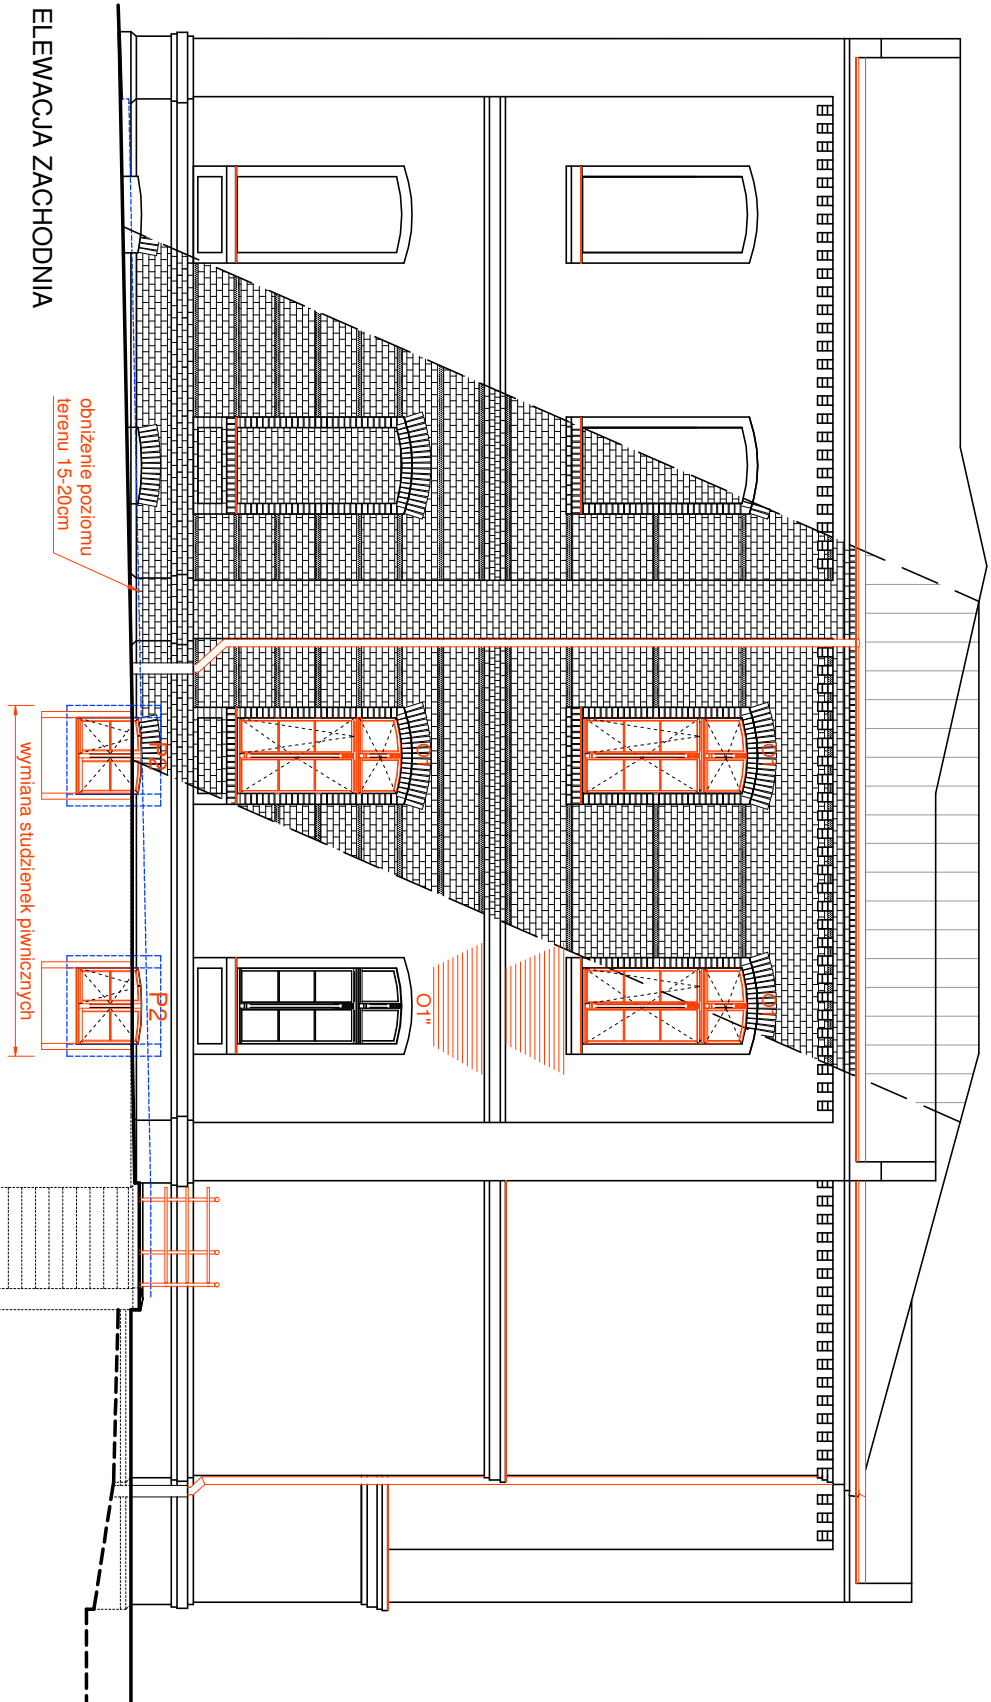 ELEWACJA ZACHODNIA
obniżenie poziomu
terenu 15-20cm
wymiana studzienek piwnicznych
P2
P2
O1
O1
O1"
O1